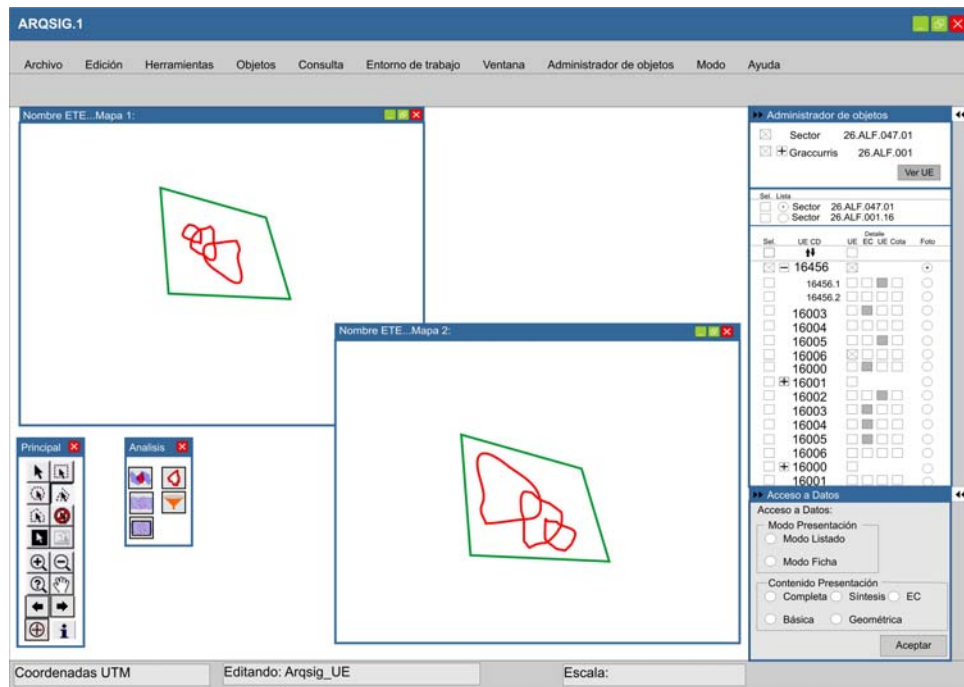 ARQSIG.1
Archivo Edición Herramientas Objetos Consulta Entorno de trabajo Ventana Administrador de objetos Modo Ayuda
Nombre ETE...Mapa 1:
Nombre ETE...Mapa 2:
Principal
Analisis
Administrador de objetos
Sector 26.ALF.047.01
Graccurris 26.ALF.001
Ver UE
Sel. Lista
Sector 26.ALF.047.01
Sector 26.ALF.001.16
Detalle
Sel. UE CD UE EC UE Cota Foto
16456
16456.1
16456.2
16003
16004
16005
16006
16000
16001
16002
16003
16004
16005
16006
16000
16001
Acceso a Datos
Acceso a Datos:
Modo Presentación
Modo Listado
Modo Ficha
Contenido Presentación
Completa Síntesis EC
Básica Geométrica
Aceptar
Coordenadas UTM Editando: Arqsig_UE Escala: